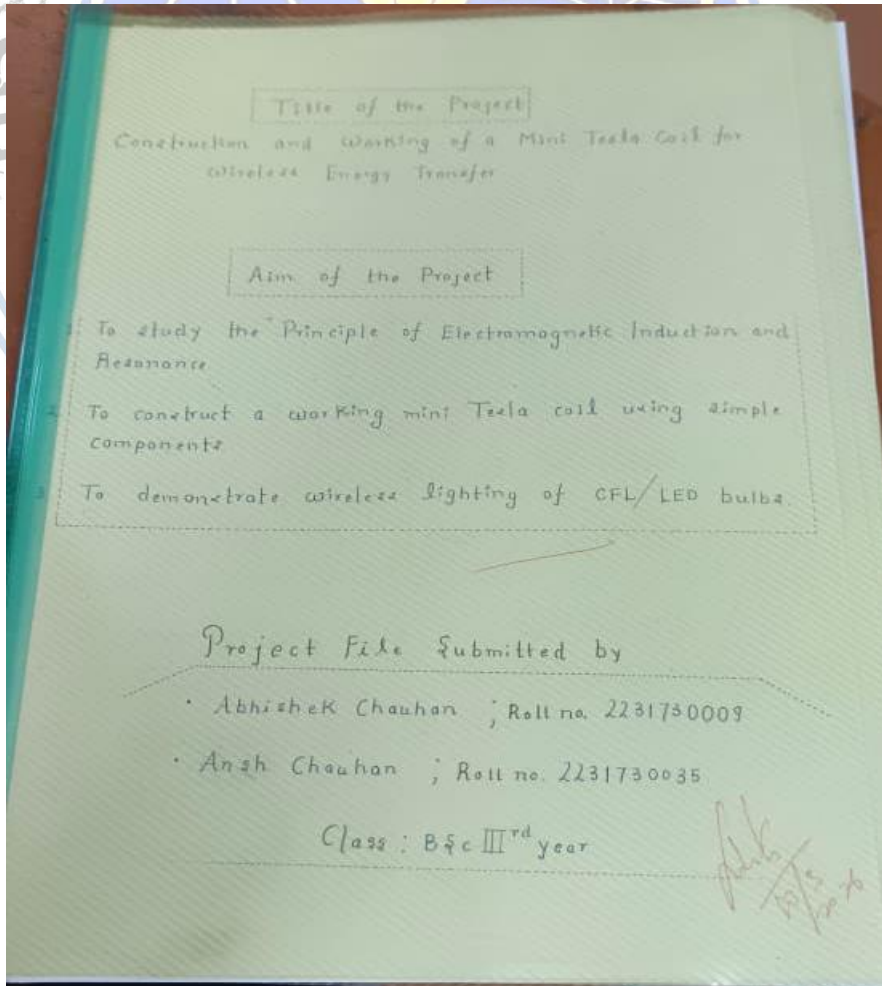 Title of the Project
Construction and Working of a Mini Tesla Coil for
Wireless Energy Transfer
Aim of the Project
1. To study the Principle of Electromagnetic Induction and
Resonance
2. To construct a working mini Tesla coil using simple
components
3. To demonstrate wireless lighting of CFL/LED bulbs.
Project File Submitted by
• Abhishek Chauhan ; Roll no. 2231730009
• Ansh Chauhan ; Roll no. 2231730035
Class : BSc IIIrd year